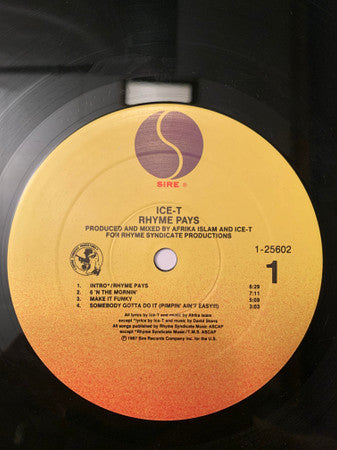 SIRE ®
ICE-T
RHYME PAYS
PRODUCED AND MIXED BY AFRIKA ISLAM AND ICE-T
FOR RHYME SYNDICATE PRODUCTIONS
1-25602
1
1. INTRO*/RHYME PAYS 6:29
2. 6 'N THE MORNIN' 7:11
3. MAKE IT FUNKY 5:09
4. SOMEBODY GOTTA DO IT (PIMPIN' AIN'T EASY!!!) 3:03
All lyrics by Ice-T and music by Afrika Islam
except *lyrics by Ice-T and music by David Storrs
All songs published by Rhyme Syndicate Music ASCAP
except *Rhyme Syndicate Music/T.M.S. ASCAP
℗ 1987 Sire Records Company Inc. for the U.S.